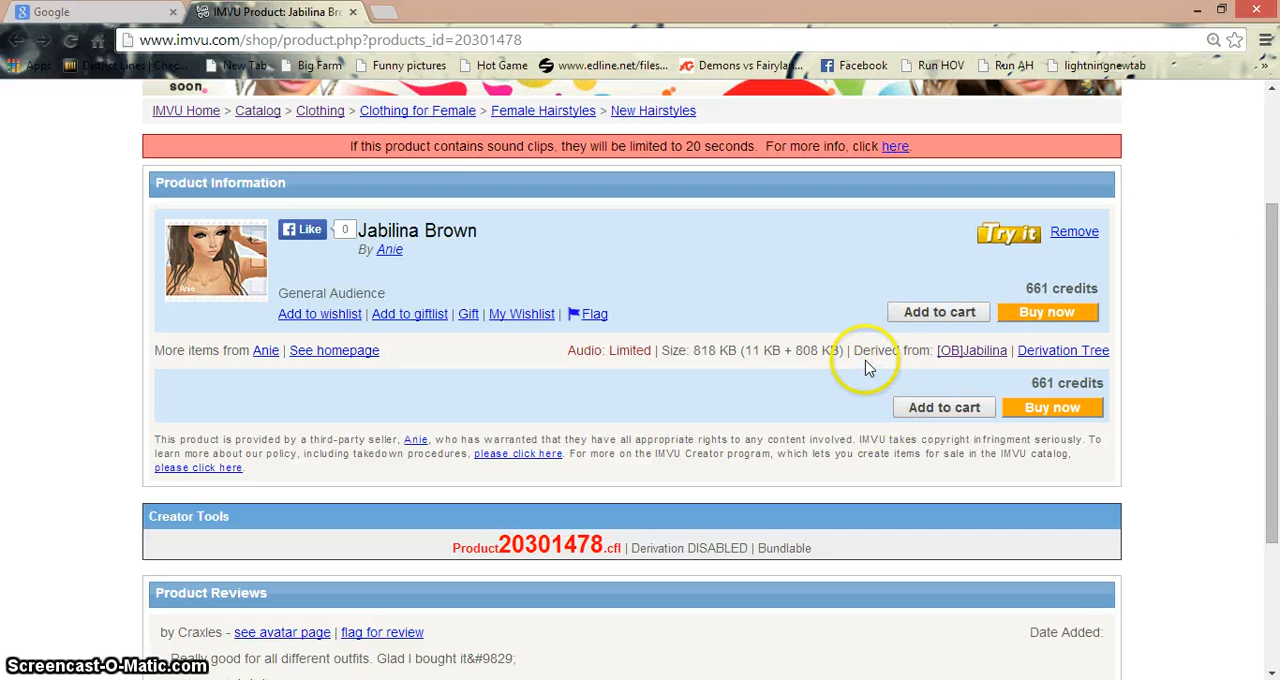 Google
IMVU Product: Jabilina Br
www.imvu.com/shop/product.php?products_id=20301478
Apps District Lines | Chec... New Tab Big Farm Funny pictures Hot Game www.edline.net/files... Demons vs Fairylan... Facebook Run HOV Run AH lightningnewtab »
soon.
IMVU Home > Catalog > Clothing > Clothing for Female > Female Hairstyles > New Hairstyles
If this product contains sound clips, they will be limited to 20 seconds. For more info, click here.
Product Information
Like 0 Jabilina Brown
By Anie
Try it Remove
Anie
General Audience
661 credits
Add to wishlist | Add to giftlist | Gift | My Wishlist | Flag
Add to cart Buy now
More items from Anie | See homepage
Audio: Limited | Size: 818 KB (11 KB + 808 KB) | Derived from: [OB]Jabilina | Derivation Tree
661 credits
Add to cart Buy now
This product is provided by a third-party seller, Anie, who has warranted that they have all appropriate rights to any content involved. IMVU takes copyright infringment seriously. To
learn more about our policy, including takedown procedures, please click here. For more on the IMVU Creator program, which lets you create items for sale in the IMVU catalog,
please click here.
Creator Tools
Product20301478.cfl | Derivation DISABLED | Bundlable
Product Reviews
by Craxles - see avatar page | flag for review
Date Added:
Really good for all different outfits. Glad I bought it&#9829;
Screencast-O-Matic.com